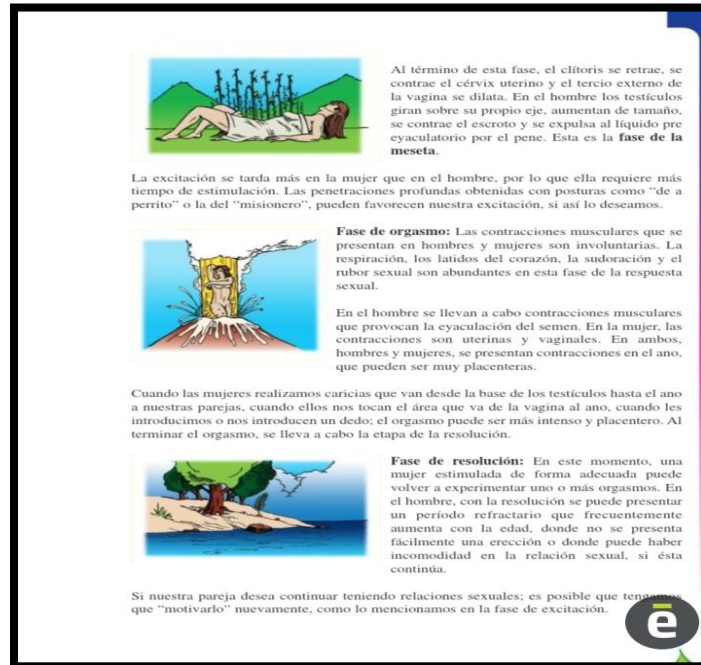 Al término de esta fase, el clítoris se retrae, se
contrae el cérvix uterino y el tercio externo de
la vagina se dilata. En el hombre los testículos
giran sobre su propio eje, aumentan de tamaño,
se contrae el escroto y se expulsa al líquido pre
eyaculatorio por el pene. Esta es la fase de la
meseta.
La excitación se tarda más en la mujer que en el hombre, por lo que ella requiere más
tiempo de estimulación. Las penetraciones profundas obtenidas con posturas como “de a
perrito” o la del “misionero”, pueden favorecen nuestra excitación, si así lo deseamos.
Fase de orgasmo: Las contracciones musculares que se
presentan en hombres y mujeres son involuntarias. La
respiración, los latidos del corazón, la sudoración y el
rubor sexual son abundantes en esta fase de la respuesta
sexual.
En el hombre se llevan a cabo contracciones musculares
que provocan la eyaculación del semen. En la mujer, las
contracciones son uterinas y vaginales. En ambos,
hombres y mujeres, se presentan contracciones en el ano,
que pueden ser muy placenteras.
Cuando las mujeres realizamos caricias que van desde la base de los testículos hasta el ano
a nuestras parejas, cuando ellos nos tocan el área que va de la vagina al ano, cuando les
introducimos o nos introducen un dedo; el orgasmo puede ser más intenso y placentero. Al
terminar el orgasmo, se lleva a cabo la etapa de la resolución.
Fase de resolución: En este momento, una
mujer estimulada de forma adecuada puede
volver a experimentar uno o más orgasmos. En
el hombre, con la resolución se puede presentar
un período refractario que frecuentemente
aumenta con la edad, donde no se presenta
fácilmente una erección o donde puede haber
incomodidad en la relación sexual, si ésta
continúa.
Si nuestra pareja desea continuar teniendo relaciones sexuales; es posible que tengamos
que “motivarlo” nuevamente, como lo mencionamos en la fase de excitación.
ē